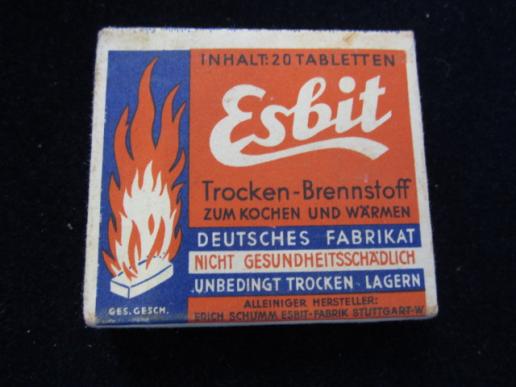 INHALT: 20 TABLETTEN
Esbit
Trocken-Brennstoff
ZUM KOCHEN UND WÄRMEN
DEUTSCHES FABRIKAT
NICHT GESUNDHEITSSCHÄDLICH
UNBEDINGT TROCKEN LAGERN
ALLEINIGER HERSTELLER:
ERICH SCHUMM ESBIT-FABRIK STUTTGART-W
GES. GESCH.